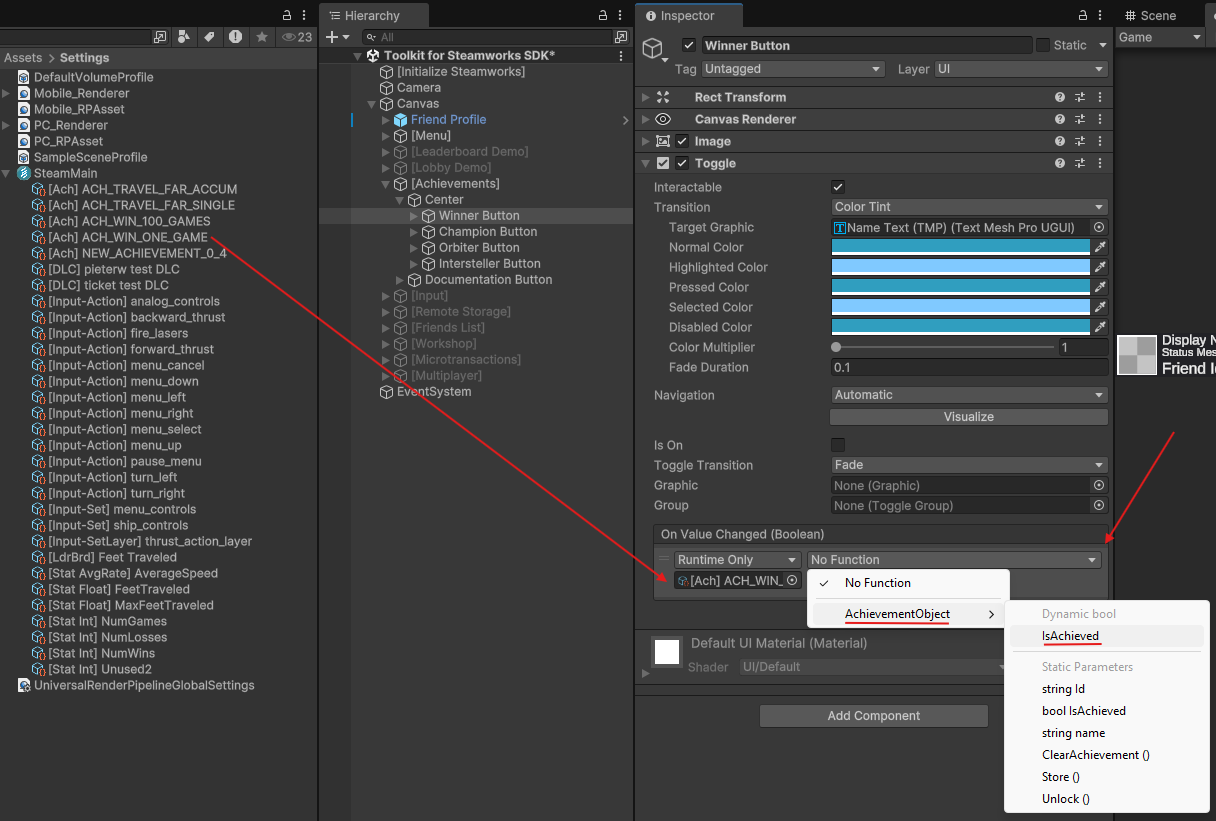 Assets > Settings
DefaultVolumeProfile
Mobile_Renderer
Mobile_RPAsset
PC_Renderer
PC_RPAsset
SampleSceneProfile
SteamMain
[Ach] ACH_TRAVEL_FAR_ACCUM
[Ach] ACH_TRAVEL_FAR_SINGLE
[Ach] ACH_WIN_100_GAMES
[Ach] ACH_WIN_ONE_GAME
[Ach] NEW_ACHIEVEMENT_0_4
[DLC] pieterw test DLC
[DLC] ticket test DLC
[Input-Action] analog_controls
[Input-Action] backward_thrust
[Input-Action] fire_lasers
[Input-Action] forward_thrust
[Input-Action] menu_cancel
[Input-Action] menu_down
[Input-Action] menu_left
[Input-Action] menu_right
[Input-Action] menu_select
[Input-Action] menu_up
[Input-Action] pause_menu
[Input-Action] turn_left
[Input-Action] turn_right
[Input-Set] menu_controls
[Input-Set] ship_controls
[Input-SetLayer] thrust_action_layer
[LdrBrd] Feet Traveled
[Stat AvgRate] AverageSpeed
[Stat Float] FeetTraveled
[Stat Float] MaxFeetTraveled
[Stat Int] NumGames
[Stat Int] NumLosses
[Stat Int] NumWins
[Stat Int] Unused2
UniversalRenderPipelineGlobalSettings
23
Hierarchy
All
Toolkit for Steamworks SDK*
[Initialize Steamworks]
Camera
Canvas
Friend Profile
[Menu]
[Leaderboard Demo]
[Lobby Demo]
[Achievements]
Center
Winner Button
Champion Button
Orbiter Button
Intersteller Button
Documentation Button
[Input]
[Remote Storage]
[Friends List]
[Workshop]
[Microtransactions]
[Multiplayer]
EventSystem
Inspector
Winner Button Static
Tag Untagged Layer UI
Rect Transform
Canvas Renderer
Image
Toggle
Interactable
Transition Color Tint
Target Graphic Name Text (TMP) (Text Mesh Pro UGUI)
Normal Color
Highlighted Color
Pressed Color
Selected Color
Disabled Color
Color Multiplier 1
Fade Duration 0.1
Navigation Automatic
Visualize
Is On
Toggle Transition Fade
Graphic None (Graphic)
Group None (Toggle Group)
On Value Changed (Boolean)
Runtime Only No Function
[Ach] ACH_WIN_
No Function
AchievementObject
Dynamic bool
IsAchieved
Static Parameters
string Id
bool IsAchieved
string name
ClearAchievement ()
Store ()
Unlock ()
Default UI Material (Material)
Shader UI/Default
Add Component
Scene
Game
Display N
Status Mes
Friend Id